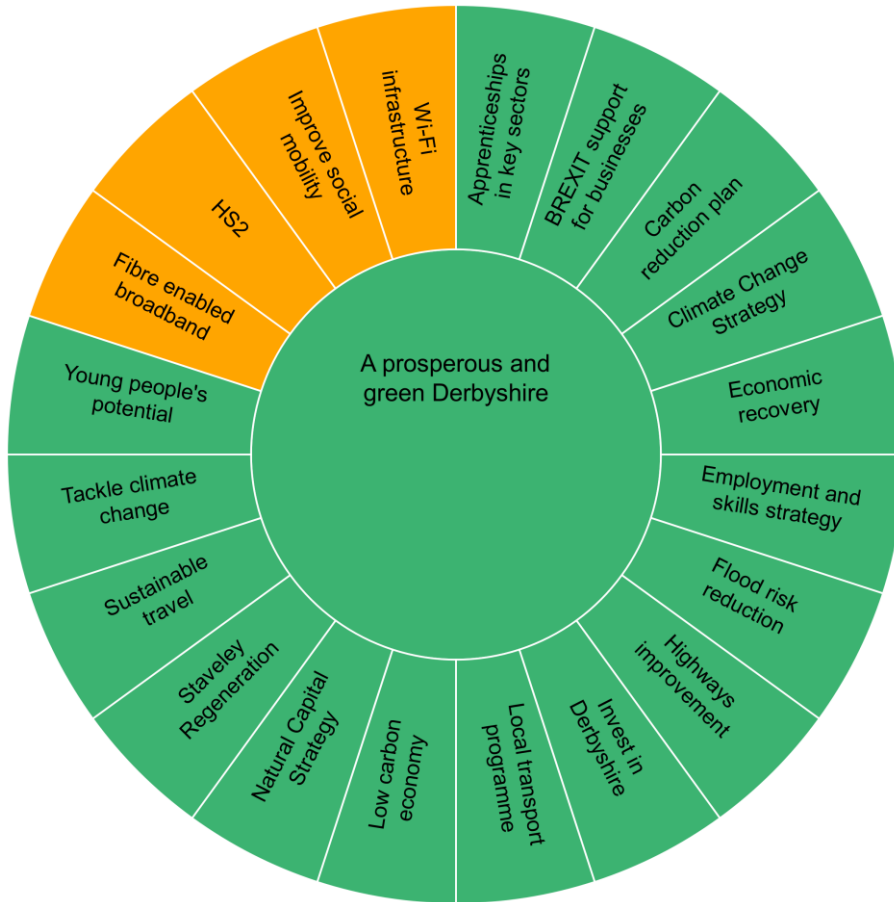 A prosperous and
green Derbyshire
Apprenticeships
in key sectors
BREXIT support
for businesses
Carbon
reduction plan
Climate Change
Strategy
Economic
recovery
Employment and
skills strategy
Flood risk
reduction
Highways
improvement
Invest in
Derbyshire
Local transport
programme
Low carbon
economy
Natural Capital
Strategy
Staveley
Regeneration
Sustainable
travel
Tackle climate
change
Young people's
potential
Fibre enabled
broadband
HS2
Improve social
mobility
Wi-Fi
infrastructure